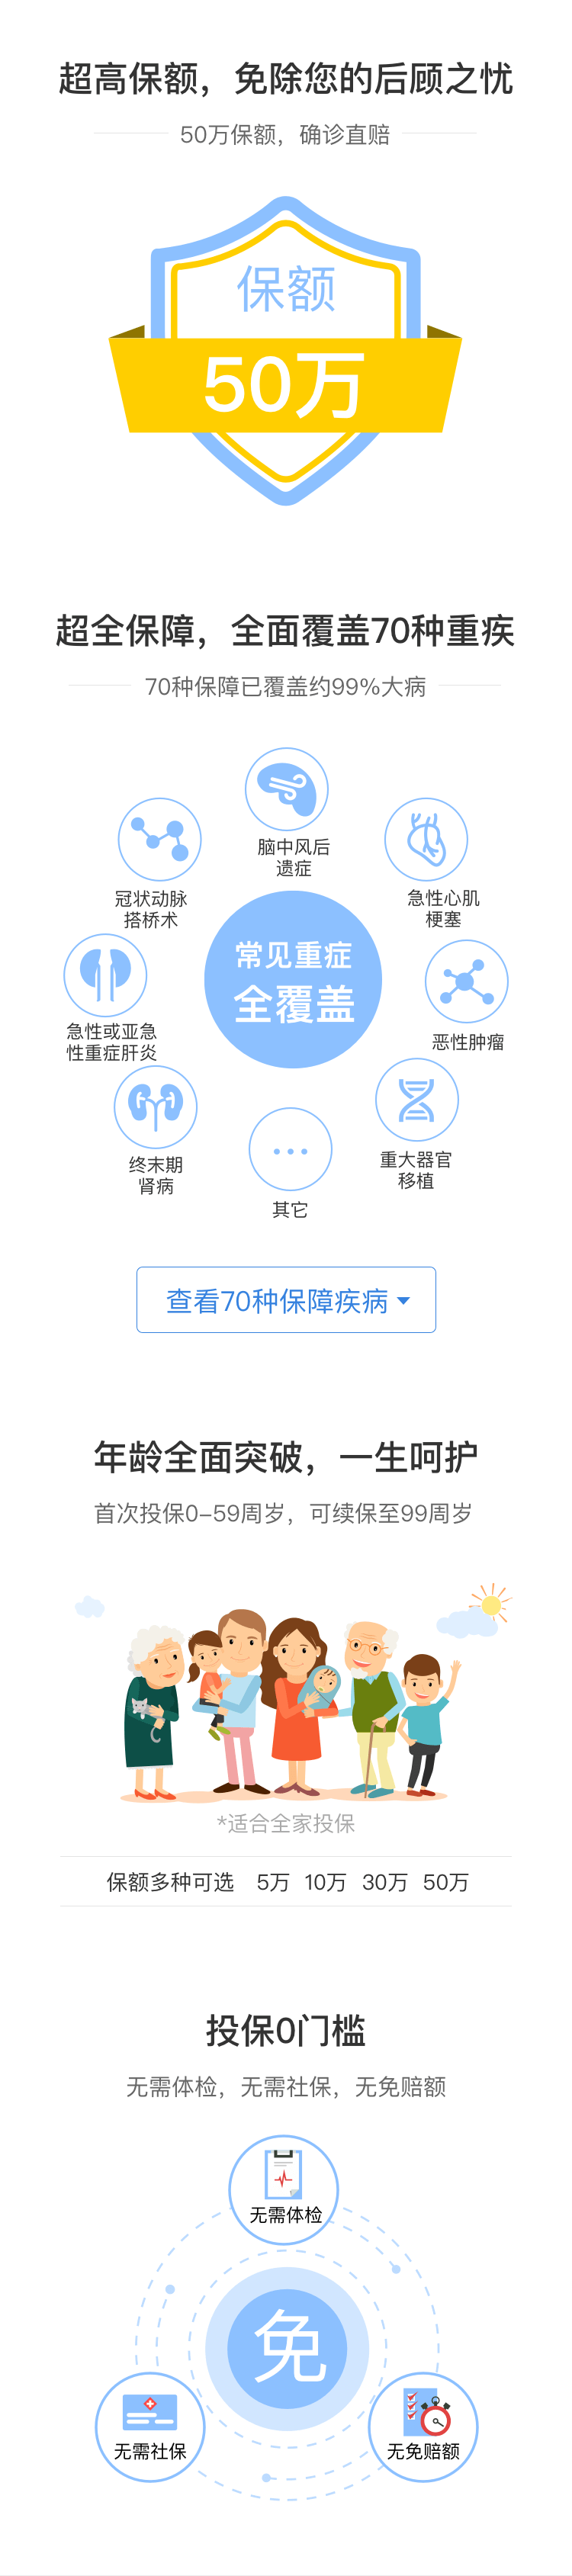 超高保额，免除您的后顾之忧
50万保额，确诊直赔
保额
50万
超全保障，全面覆盖70种重疾
70种保障已覆盖约99%大病
脑中风后
遗症
冠状动脉
搭桥术
急性心肌
梗塞
常见重症
全覆盖
急性或亚急
性重症肝炎
恶性肿瘤
终末期
肾病
重大器官
移植
其它
查看70种保障疾病
年龄全面突破，一生呵护
首次投保0-59周岁，可续保至99周岁
*适合全家投保
保额多种可选 5万 10万 30万 50万
投保0门槛
无需体检，无需社保，无免赔额
无需体检
免
无需社保
无免赔额